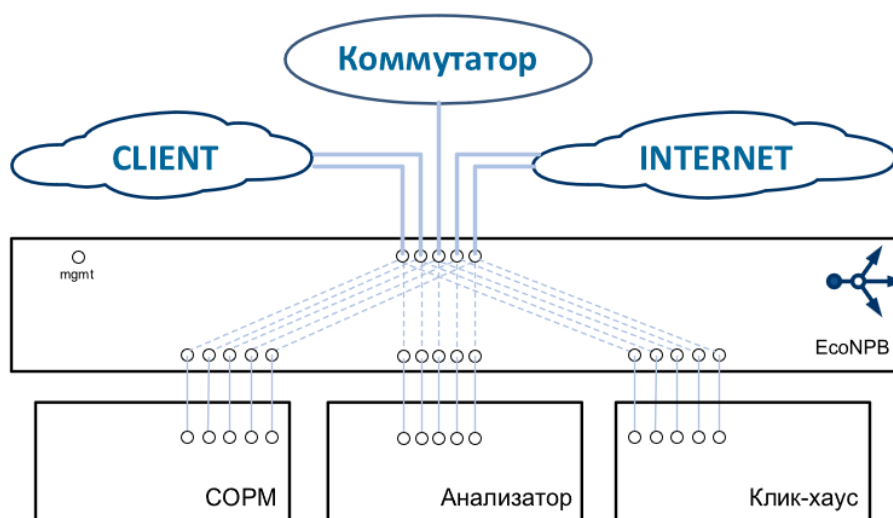 Коммутатор
CLIENT
INTERNET
mgmt
EcoNPB
СОРМ
Анализатор
Клик-хаус